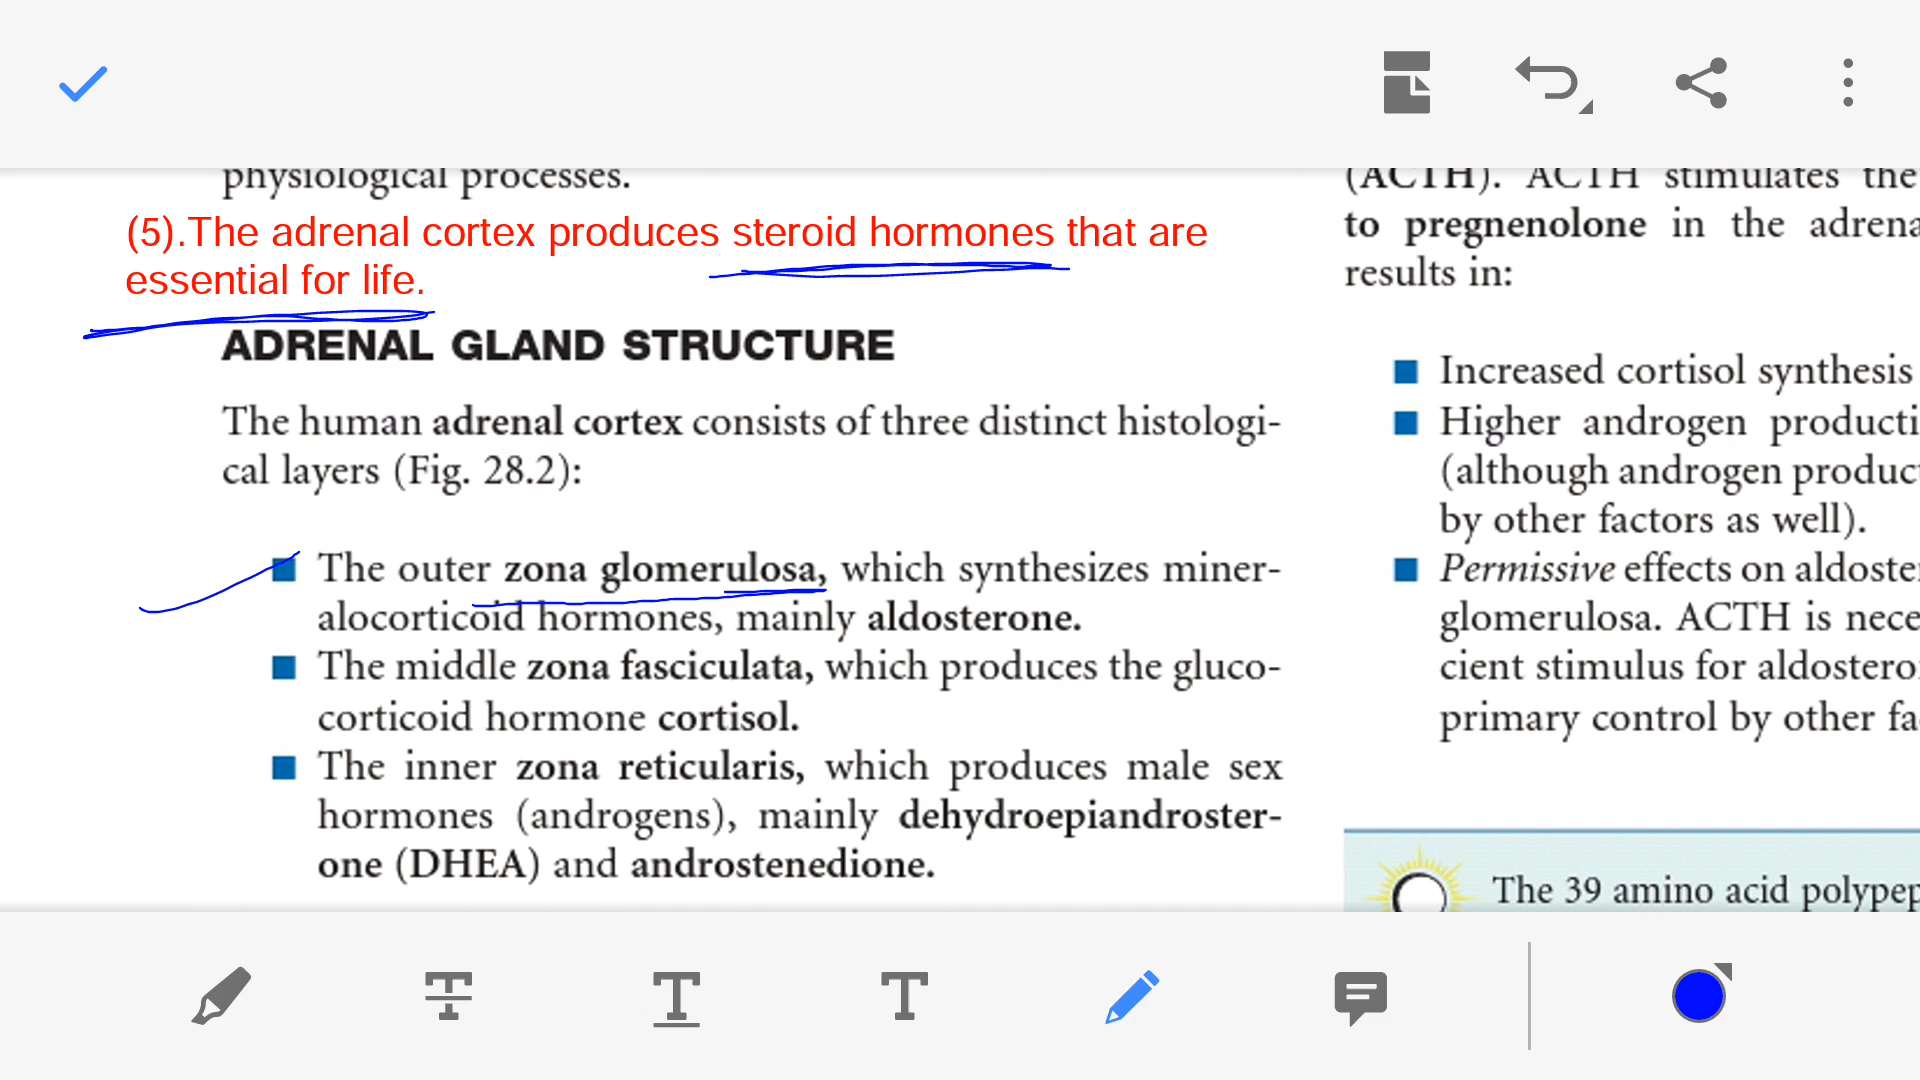 physiological processes.
(5).The adrenal cortex produces steroid hormones that are
essential for life.
ADRENAL GLAND STRUCTURE
The human adrenal cortex consists of three distinct histologi-
cal layers (Fig. 28.2):
The outer zona glomerulosa, which synthesizes miner-
alocorticoid hormones, mainly aldosterone.
The middle zona fasciculata, which produces the gluco-
corticoid hormone cortisol.
The inner zona reticularis, which produces male sex
hormones (androgens), mainly dehydroepiandroster-
one (DHEA) and androstenedione.
(ACTH). ACTH stimulates the
to pregnenolone in the adrena
results in:
Increased cortisol synthesis
Higher androgen producti
(although androgen produc
by other factors as well).
Permissive effects on aldoste
glomerulosa. ACTH is nece
cient stimulus for aldostero
primary control by other fa
The 39 amino acid polypep